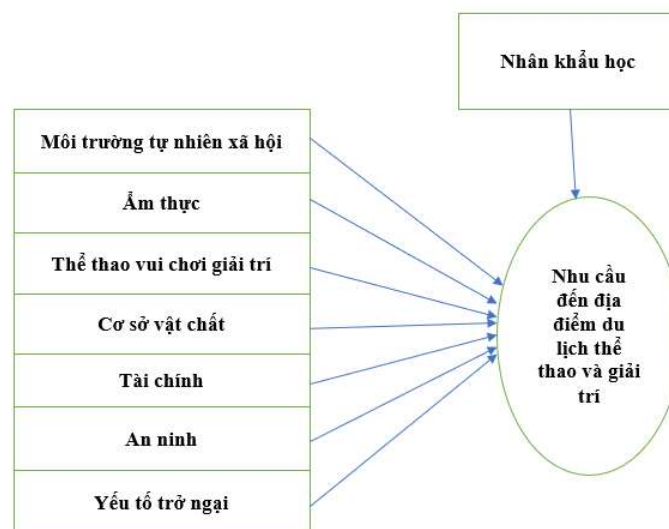 Nhân khẩu học
Môi trường tự nhiên xã hội
Ẩm thực
Thể thao vui chơi giải trí
Cơ sở vật chất
Tài chính
An ninh
Yếu tố trở ngại
Nhu cầu
đến địa
điểm du
lịch thể
thao và giải
trí